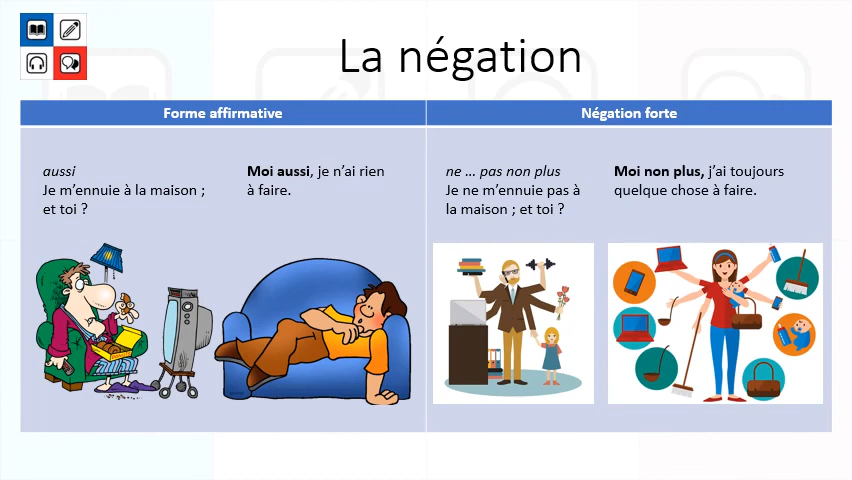 La négation
Forme affirmative
Négation forte
aussi
Je m’ennuie à la maison ;
et toi ?
Moi aussi, je n’ai rien
à faire.
ne … pas non plus
Je ne m’ennuie pas à
la maison ; et toi ?
Moi non plus, j’ai toujours
quelque chose à faire.